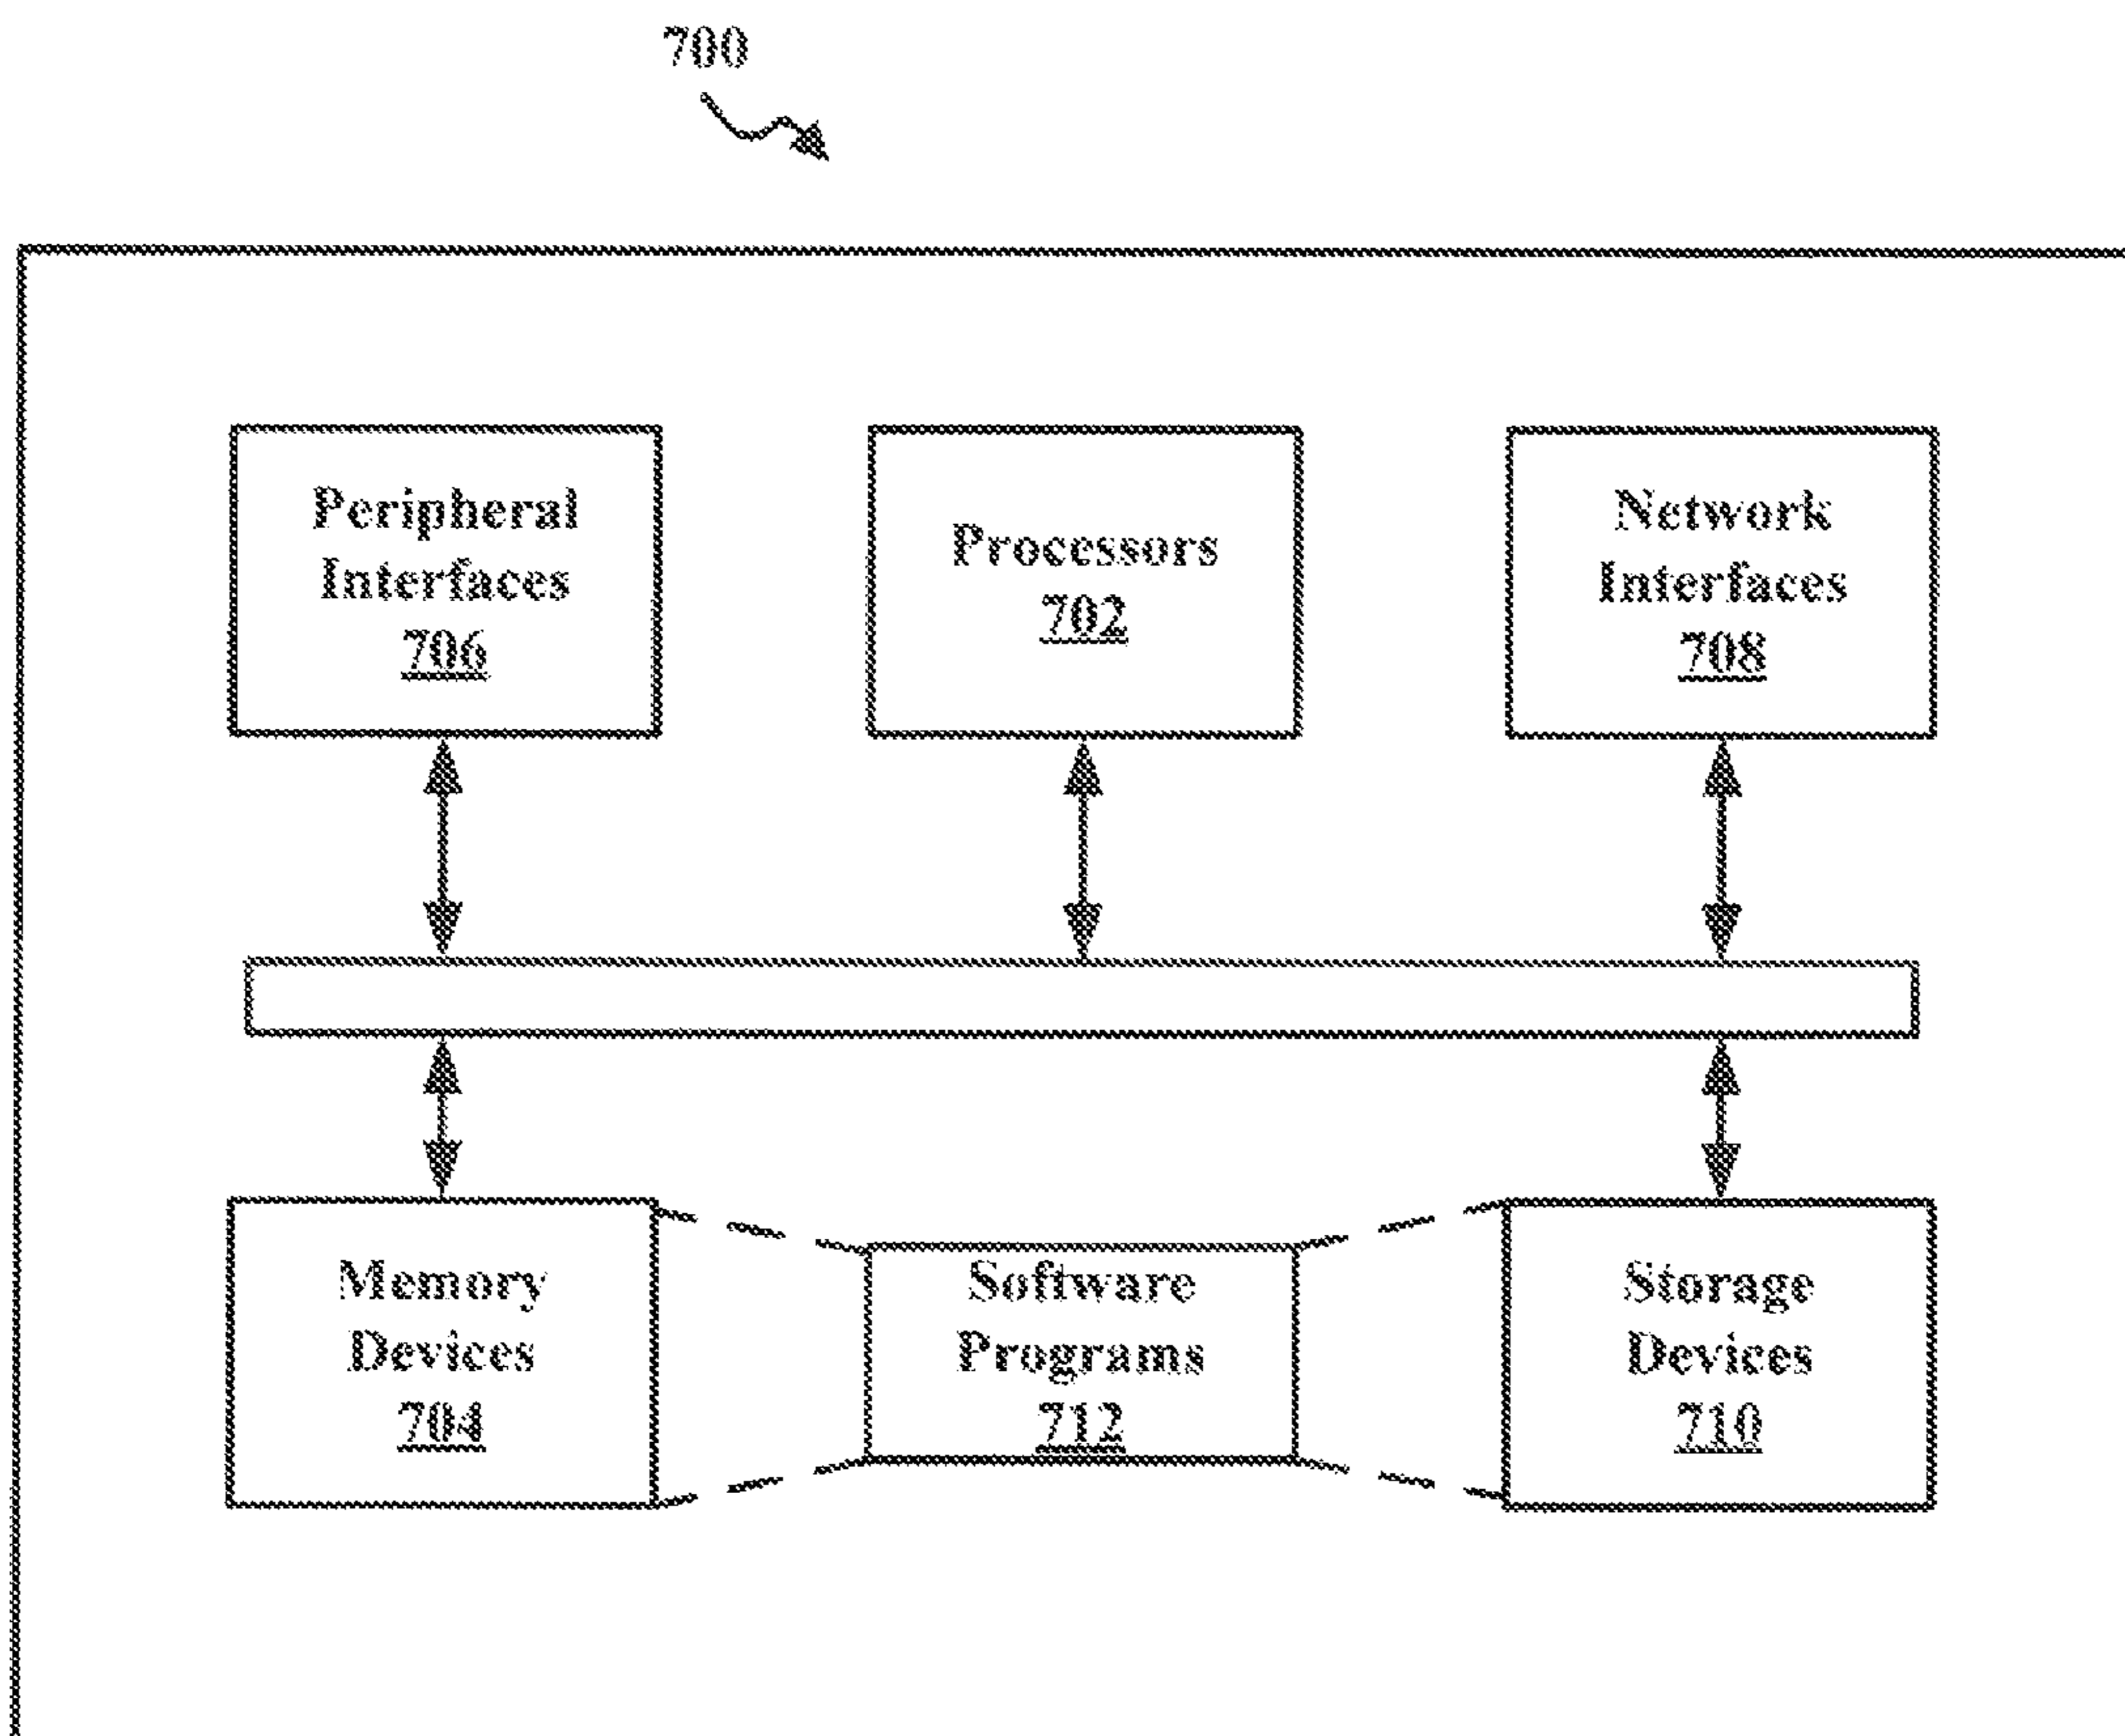 700
Peripheral
Interfaces
706
Processors
702
Network
Interfaces
708
Memory
Devices
704
Software
Programs
712
Storage
Devices
710